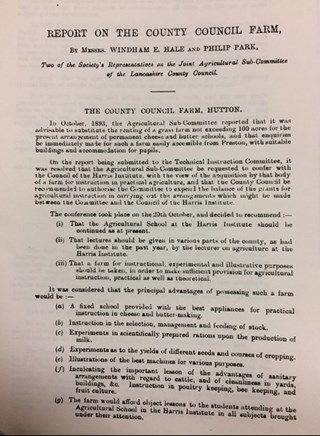 REPORT ON THE COUNTY COUNCIL FARM,
BY MESSRS. WINDHAM E. HALE AND PHILIP PARK,
Two of the Society's Representatives on the Joint Agricultural Sub-Committee
of the Lancashire County Council.
THE COUNTY COUNCIL FARM, HUTTON.
In October, 1893, the Agricultural Sub-Committee reported that it was
advisable to substitute the renting of a grass farm not exceeding 100 acres for the
present arrangement of permanent cheese and butter schools, and that enquiries
be immediately made for such a farm easily accessible from Preston, with suitable
buildings and accommodation for pupils.
On the report being submitted to the Technical Instruction Committee, it
was resolved that the Agricultural Sub-Committee be requested to confer with
the Council of the Harris Institute, with the view of the acquisition by that body
of a farm for instruction in practical agriculture, and that the County Council be
recommended to authorise the Committee to expend the balance of the grants for
agricultural instruction in carrying out the arrangements which might be made
between the Committee and the Council of the Harris Institute.
The conference took place on the 20th October, and decided to recommend :—
(i) That the Agricultural School at the Harris Institute should be
continued as at present.
(ii) That lectures should be given in various parts of the county, as had
been done in the past year, by the lecturer on agriculture at the
Harris Institute.
(iii) That a farm for instructional, experimental and illustrative purposes
should be taken, in order to make sufficient provision for agricultural
instruction, practical as well as theoretical.
It was considered that the principal advantages of possessing such a farm
would be :—
(a) A fixed school provided with the best appliances for practical
instruction in cheese and butter-making.
(b) Instruction in the selection, management and feeding of stock.
(c) Experiments in scientifically prepared rations upon the production of
milk.
(d) Experiments as to the yields of different seeds and courses of cropping.
(e) Illustrations of the best machines for various purposes.
(f) Inculcating the important lesson of the advantages of sanitary
arrangements with regard to cattle, and of cleanliness in yards,
buildings, &c. Instruction in poultry keeping, bee keeping, and
fruit culture.
(g) The farm would afford object lessons to the students attending at the
Agricultural School in the Harris Institute in all subjects brought
under their attention.